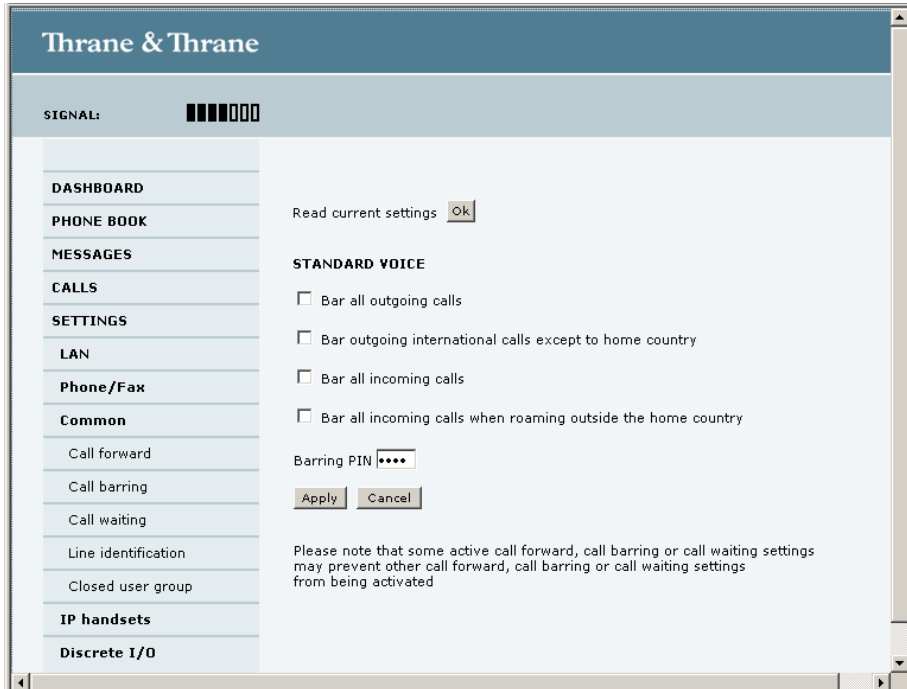 Thrane & Thrane
SIGNAL:
DASHBOARD
PHONE BOOK
MESSAGES
CALLS
SETTINGS
LAN
Phone/Fax
Common
Call forward
Call barring
Call waiting
Line identification
Closed user group
IP handsets
Discrete I/O
Read current settings Ok
STANDARD VOICE
Bar all outgoing calls
Bar outgoing international calls except to home country
Bar all incoming calls
Bar all incoming calls when roaming outside the home country
Barring PIN ••••
Apply Cancel
Please note that some active call forward, call barring or call waiting settings
may prevent other call forward, call barring or call waiting settings
from being activated